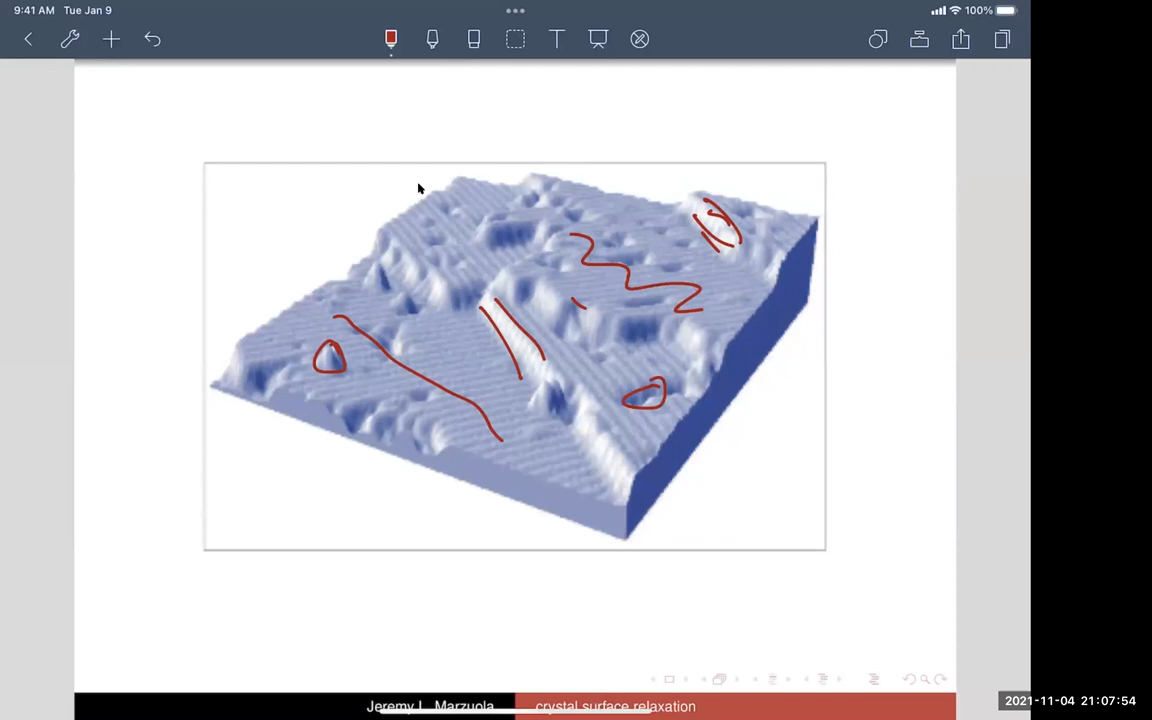 9:41 AM Tue Jan 9
100%
T
Jeremy L. Marzuola
crystal surface relaxation
2021-11-04 21:07:54